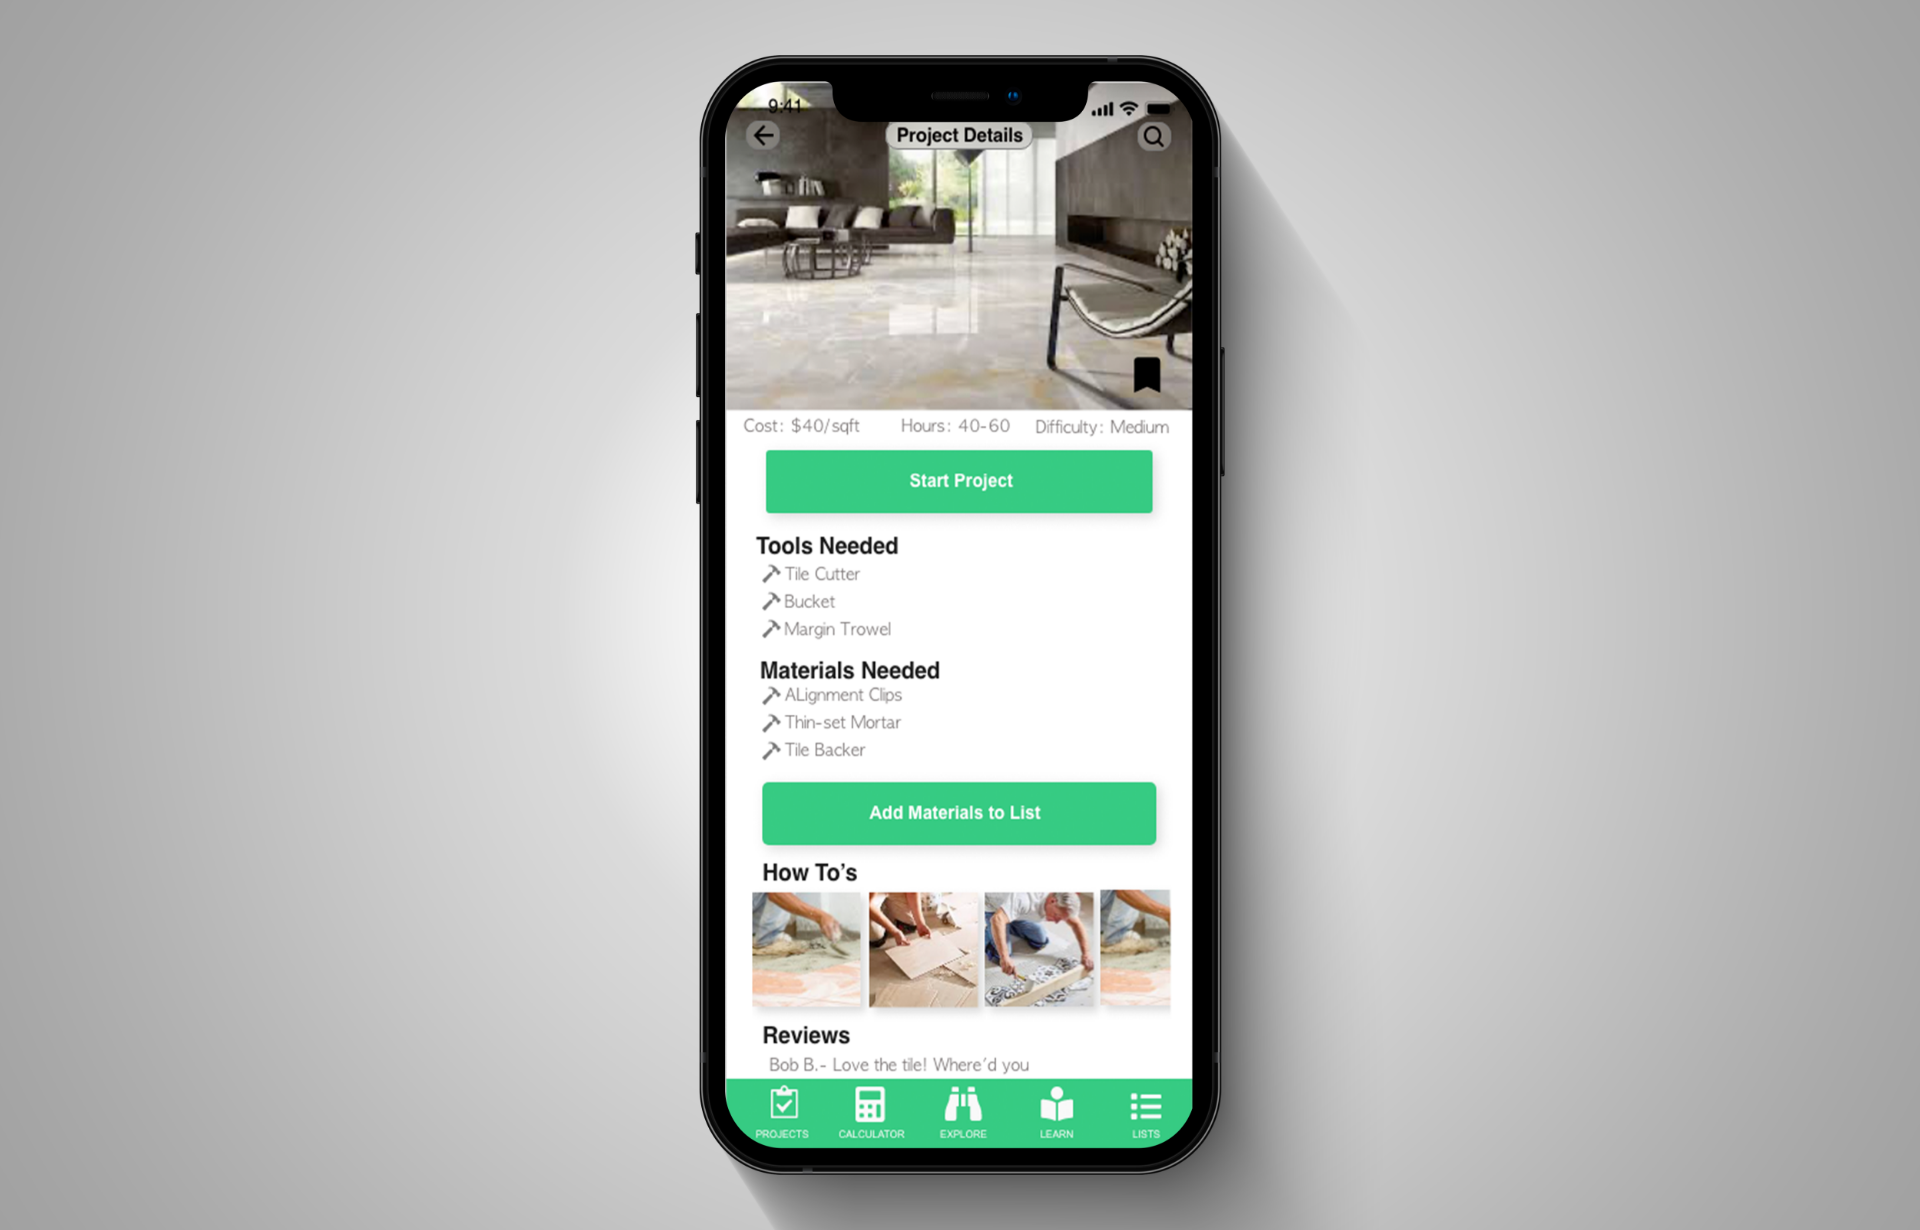 9:41
Project Details
Cost: $40/sqft Hours: 40-60 Difficulty: Medium
Start Project
Tools Needed
Tile Cutter
Bucket
Margin Trowel
Materials Needed
ALignment Clips
Thin-set Mortar
Tile Backer
Add Materials to List
How To's
Reviews
Bob B.- Love the tile! Where´d you
PROJECTS CALCULATOR EXPLORE LEARN LISTS